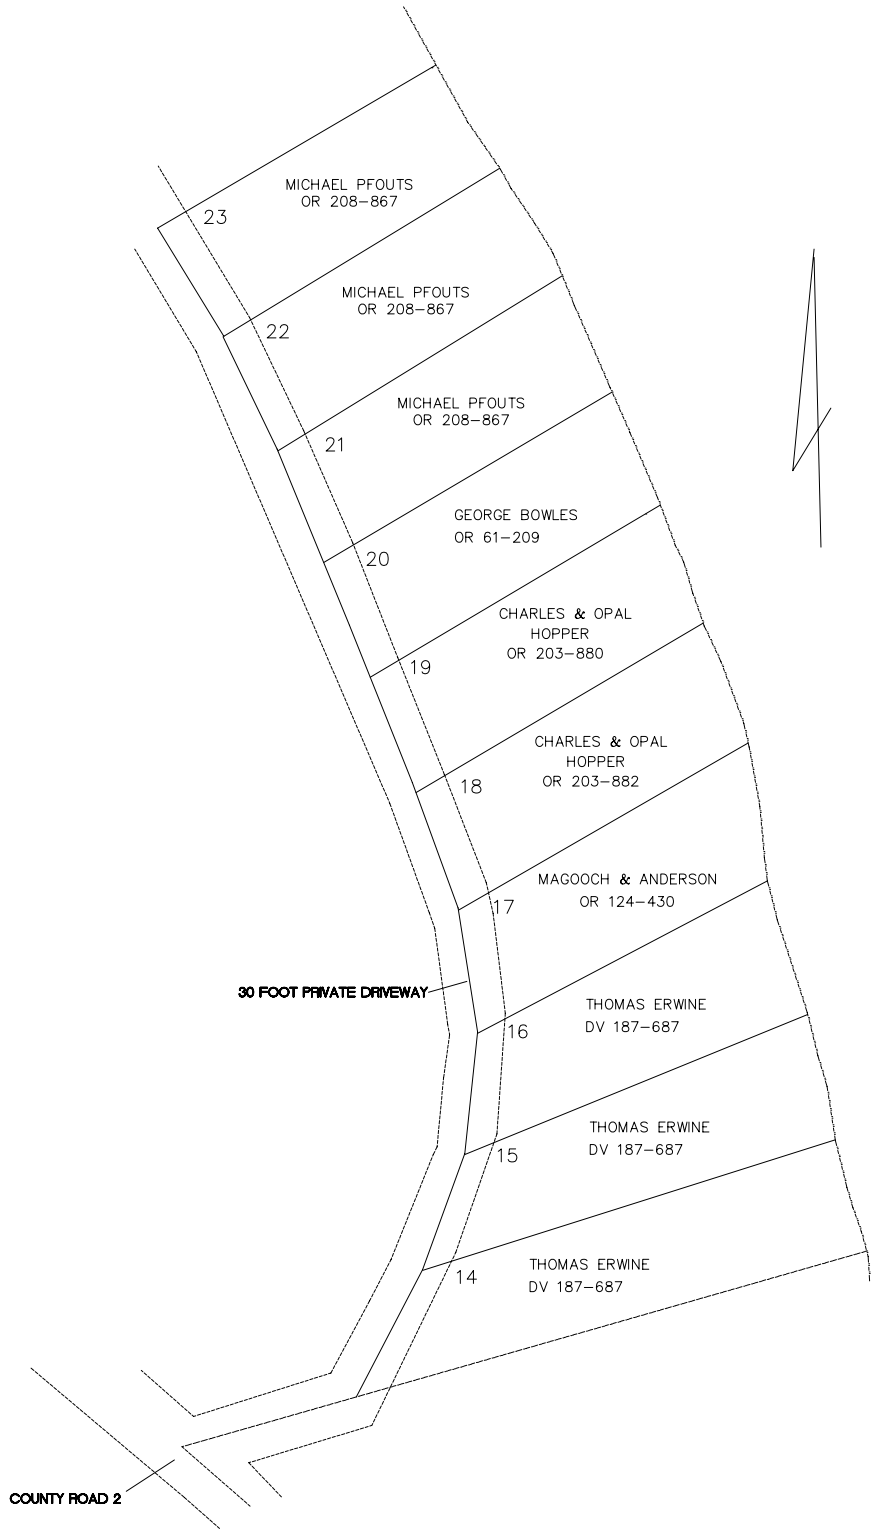 MICHAEL PFOUTS
OR 208-867
23
MICHAEL PFOUTS
OR 208-867
22
MICHAEL PFOUTS
OR 208-867
21
GEORGE BOWLES
OR 61-209
20
CHARLES & OPAL
HOPPER
OR 203-880
19
CHARLES & OPAL
HOPPER
OR 203-882
18
MAGOOCH & ANDERSON
OR 124-430
17
30 FOOT PRIVATE DRIVEWAY
THOMAS ERWINE
DV 187-687
16
THOMAS ERWINE
DV 187-687
15
THOMAS ERWINE
DV 187-687
14
COUNTY ROAD 2